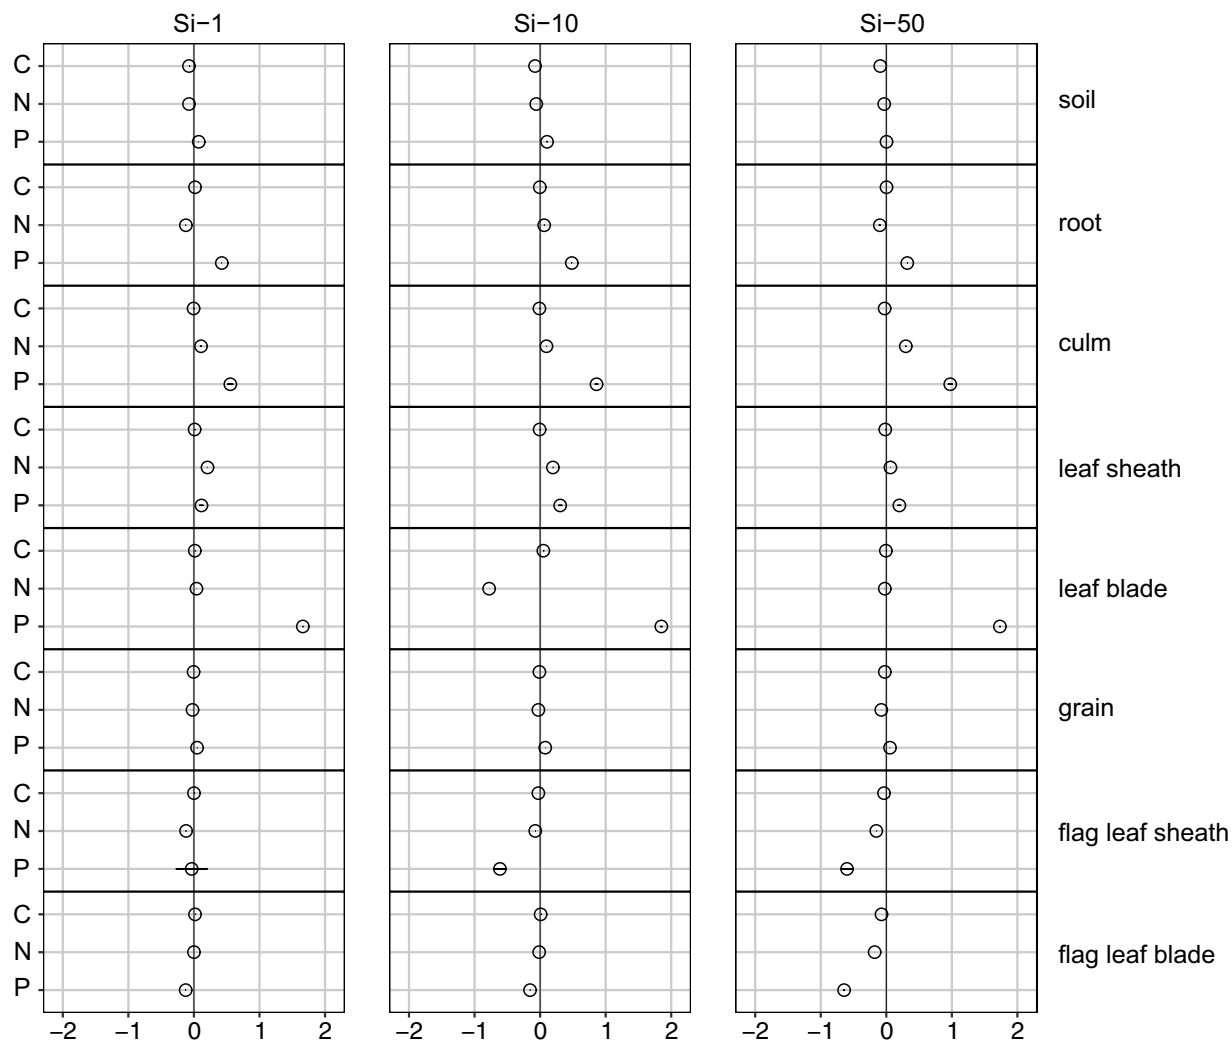 Si−1 Si−10 Si−50
C
N
P
soil
C
N
P
root
C
N
P
culm
C
N
P
leaf sheath
C
N
P
leaf blade
C
N
P
grain
C
N
P
flag leaf sheath
C
N
P
flag leaf blade
−2 −1 0 1 2 −2 −1 0 1 2 −2 −1 0 1 2